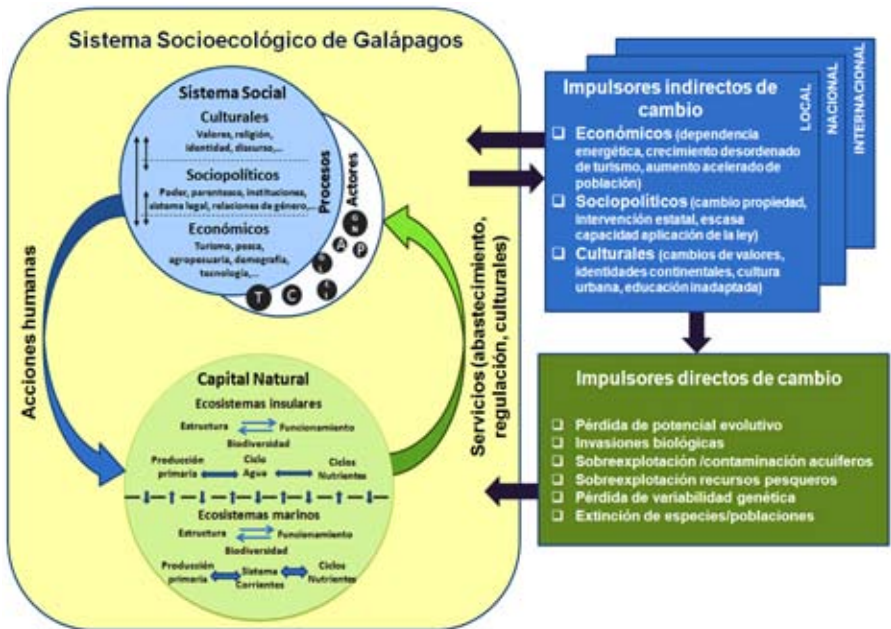 Sistema Socioecológico de Galápagos
Sistema Social
Culturales
Valores, religión,
identidad, discurso,...
Sociopolíticos
Poder, parentesco, instituciones,
sistema legal, relaciones de género,...
Económicos
Turismo, pesca,
agropecuaria, demografía,
tecnología,...
Procesos
Actores
A
P
C
T
Acciones humanas
Servicios (abastecimiento,
regulación, culturales)
Capital Natural
Ecosistemas insulares
Estructura
Funcionamiento
Biodiversidad
Producción
primaria
Ciclo
Agua
Ciclos
Nutrientes
Ecosistemas marinos
Estructura
Funcionamiento
Biodiversidad
Producción
primaria
Sistema
Corrientes
Ciclos
Nutrientes
Impulsores indirectos de
cambio
Económicos (dependencia
energética, crecimiento desordenado
de turismo, aumento acelerado de
población)
Sociopolíticos (cambio propiedad,
intervención estatal, escasa
capacidad aplicación de la ley)
Culturales (cambios de valores,
identidades continentales, cultura
urbana, educación inadaptada)
LOCAL
NACIONAL
INTERNACIONAL
Impulsores directos de cambio
Pérdida de potencial evolutivo
Invasiones biológicas
Sobreexplotación /contaminación acuíferos
Sobreexplotación recursos pesqueros
Pérdida de variabilidad genética
Extinción de especies/poblaciones